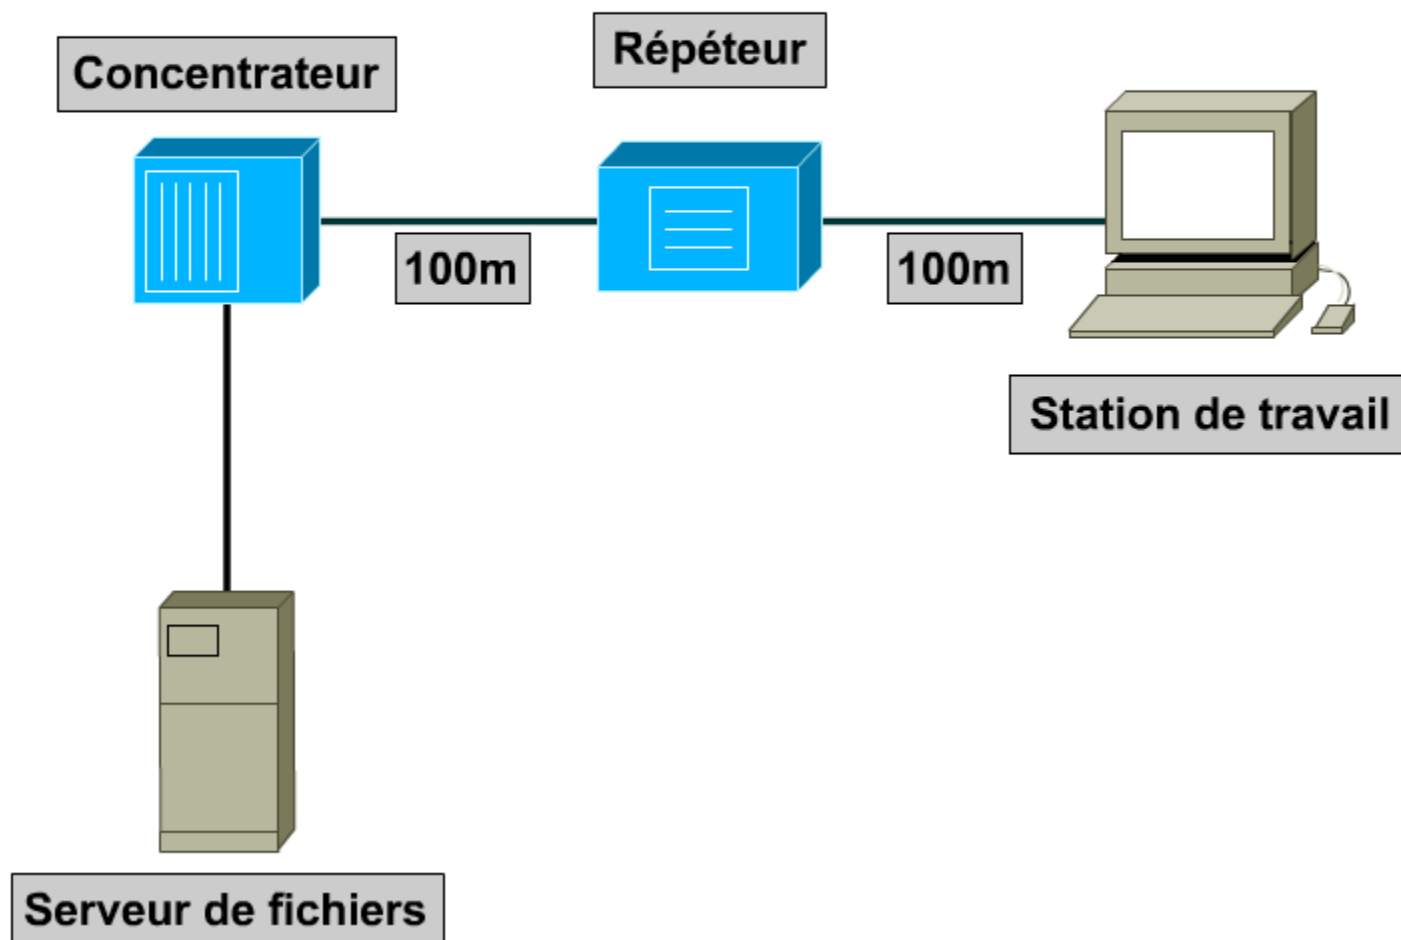 Concentrateur
Répéteur
100m
100m
Station de travail
Serveur de fichiers